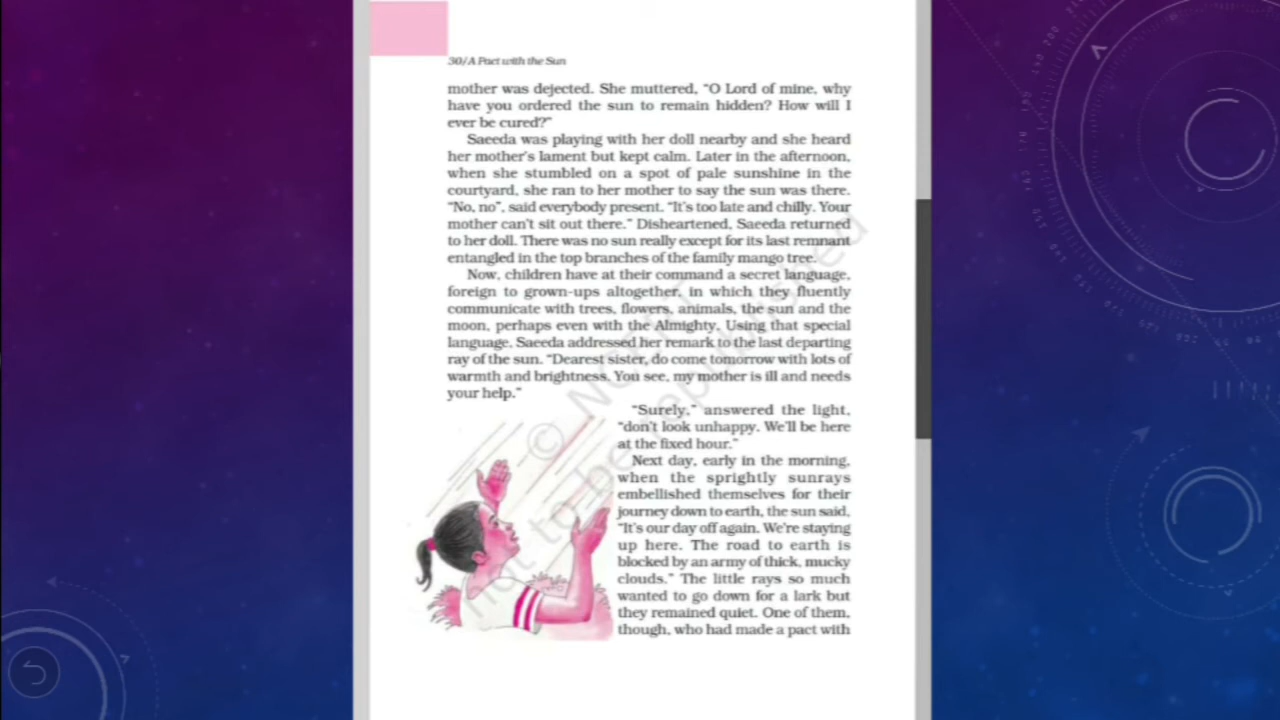 30/A Pact with the Sun
mother was dejected. She muttered, “O Lord of mine, why
have you ordered the sun to remain hidden? How will I
ever be cured?”
Saeeda was playing with her doll nearby and she heard
her mother’s lament but kept calm. Later in the afternoon,
when she stumbled on a spot of pale sunshine in the
courtyard, she ran to her mother to say the sun was there.
“No, no”, said everybody present. “It’s too late and chilly. Your
mother can’t sit out there.” Disheartened, Saeeda returned
to her doll. There was no sun really except for its last remnant
entangled in the top branches of the family mango tree.
Now, children have at their command a secret language,
foreign to grown-ups altogether, in which they fluently
communicate with trees, flowers, animals, the sun and the
moon, perhaps even with the Almighty. Using that special
language, Saeeda addressed her remark to the last departing
ray of the sun. “Dearest sister, do come tomorrow with lots of
warmth and brightness. You see, my mother is ill and needs
your help.”
“Surely,” answered the light,
“don’t look unhappy. We’ll be here
at the fixed hour.”
Next day, early in the morning,
when the sprightly sunrays
embellished themselves for their
journey down to earth, the sun said,
“It’s our day off again. We’re staying
up here. The road to earth is
blocked by an army of thick, mucky
clouds.” The little rays so much
wanted to go down for a lark but
they remained quiet. One of them,
though, who had made a pact with
© NCERT
not to be republished